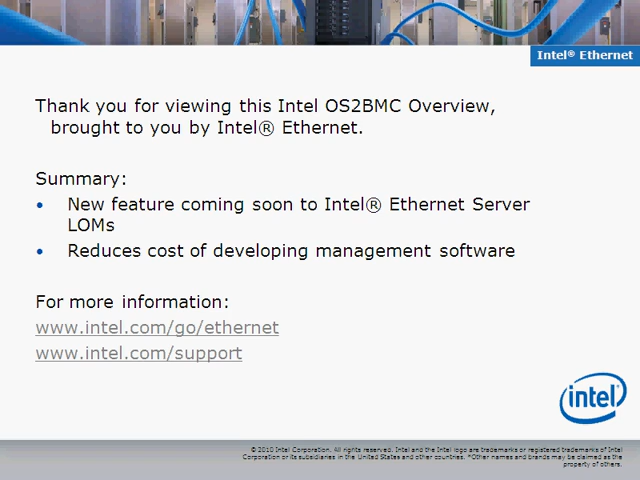 Intel® Ethernet
Thank you for viewing this Intel OS2BMC Overview,
brought to you by Intel® Ethernet.
Summary:
• New feature coming soon to Intel® Ethernet Server
LOMs
• Reduces cost of developing management software
For more information:
www.intel.com/go/ethernet
www.intel.com/support
intel®
© 2010 Intel Corporation. All rights reserved. Intel and the Intel logo are trademarks or registered trademarks of Intel
Corporation or its subsidiaries in the United States and other countries. *Other names and brands may be claimed as the
property of others.